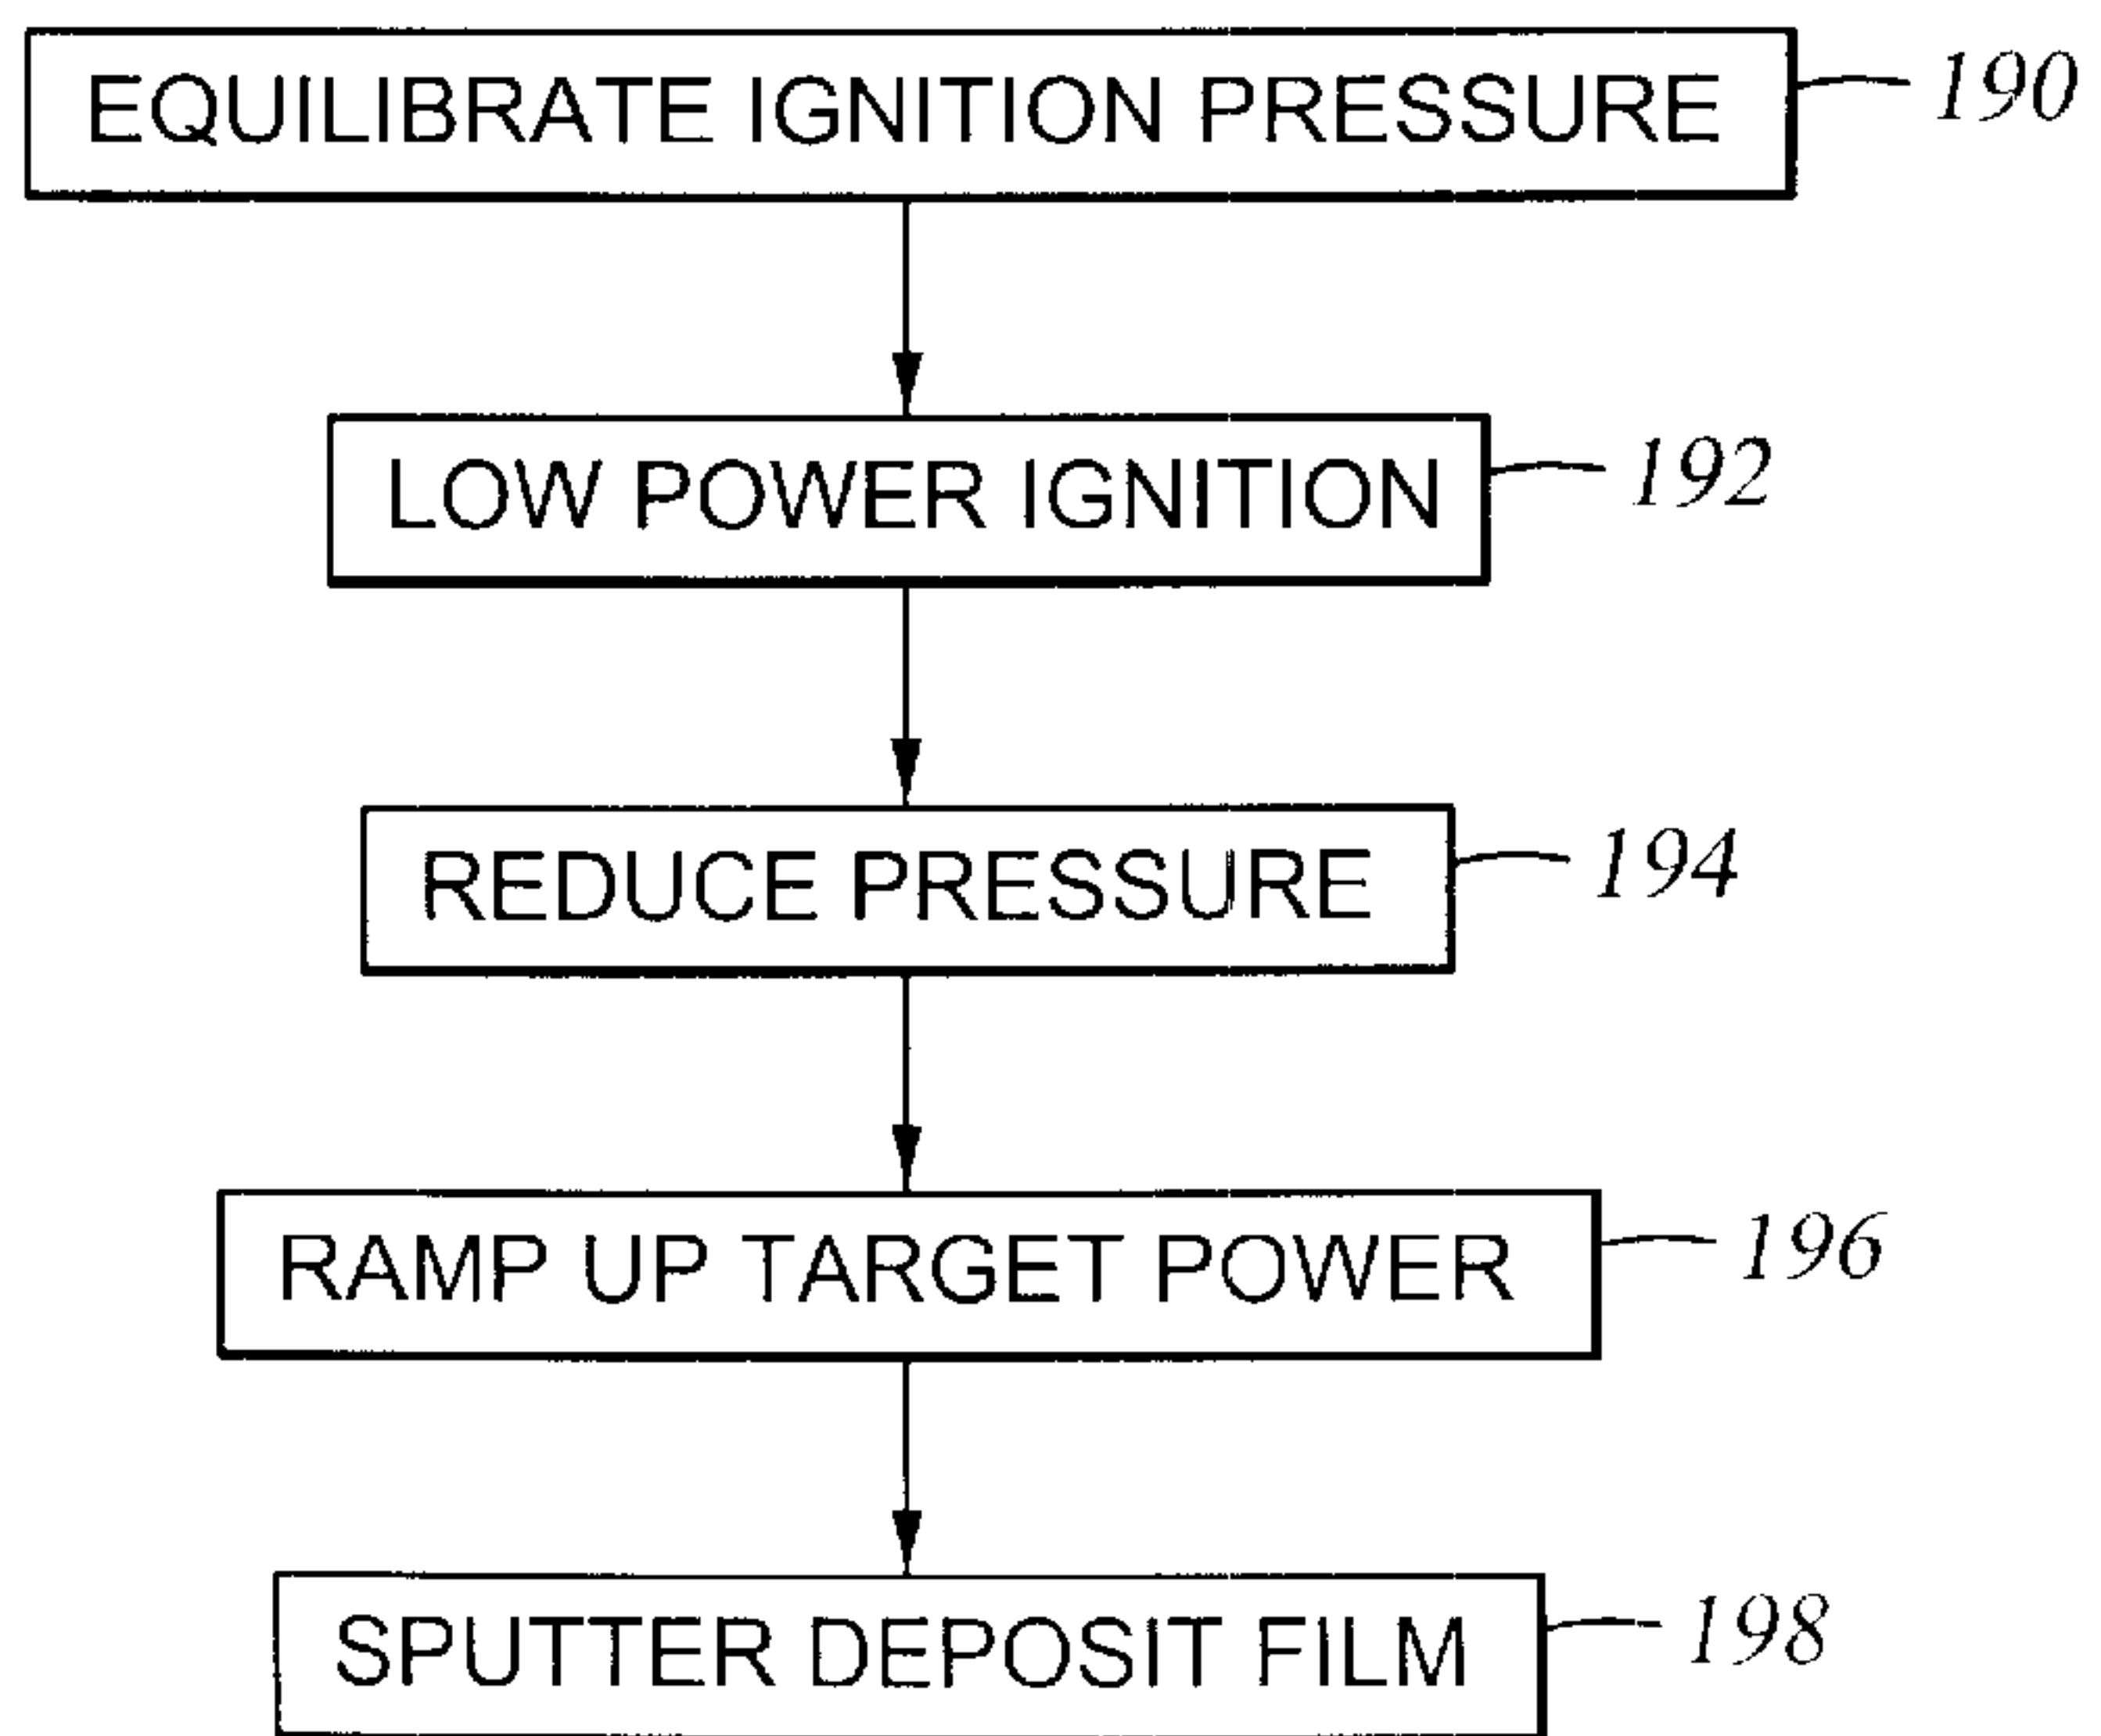 EQUILIBRATE IGNITION PRESSURE 190
LOW POWER IGNITION 192
REDUCE PRESSURE 194
RAMP UP TARGET POWER 196
SPUTTER DEPOSIT FILM 198